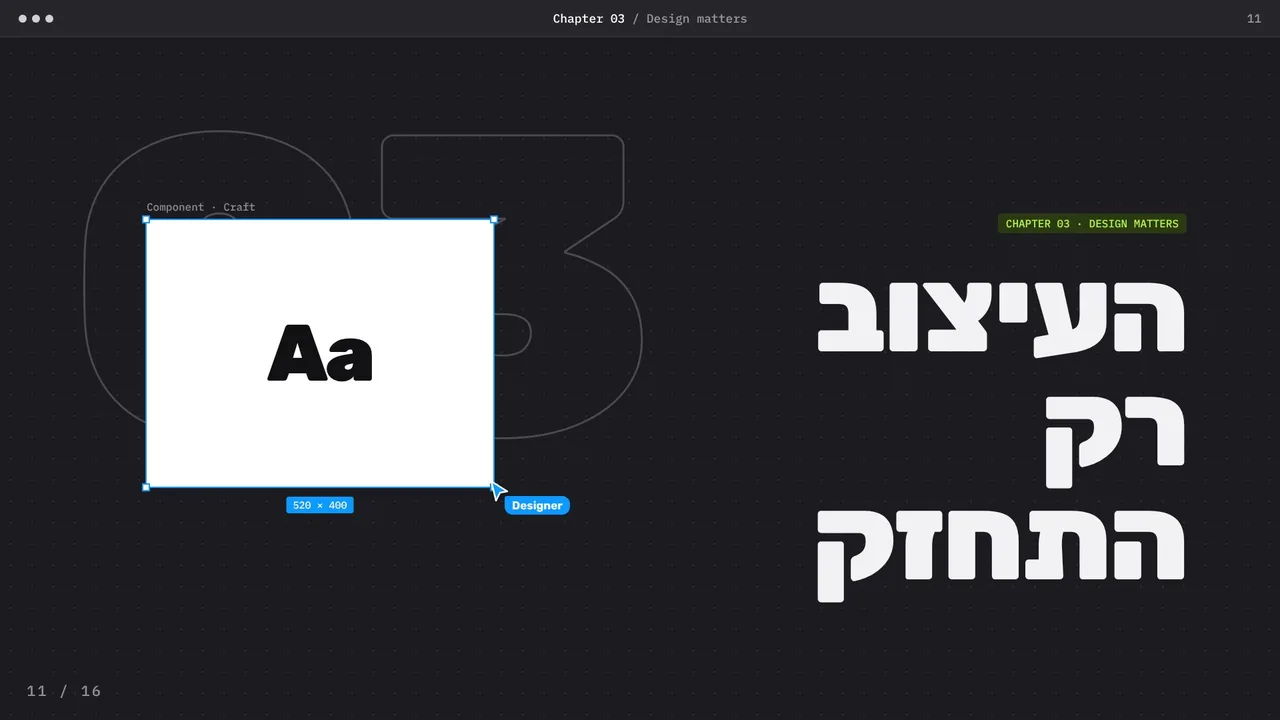 Chapter 03 / Design matters
11
03
Component · Craft
Aa
520 × 400
Designer
CHAPTER 03 · DESIGN MATTERS
העיצוב
רק
התחזק
11 / 16